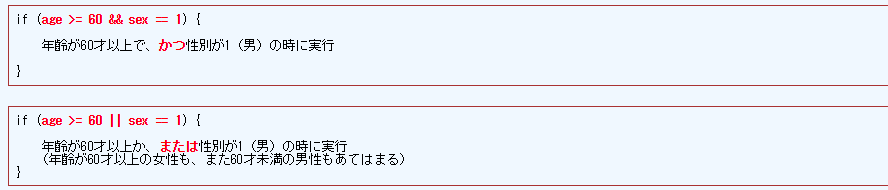 if (age >= 60 && sex == 1) {
年齢が60才以上で、かつ性別が1（男）の時に実行
}
if (age >= 60 || sex == 1) {
年齢が60才以上か、または性別が1（男）の時に実行
（年齢が60才以上の女性も、また60才未満の男性もあてはまる）
}